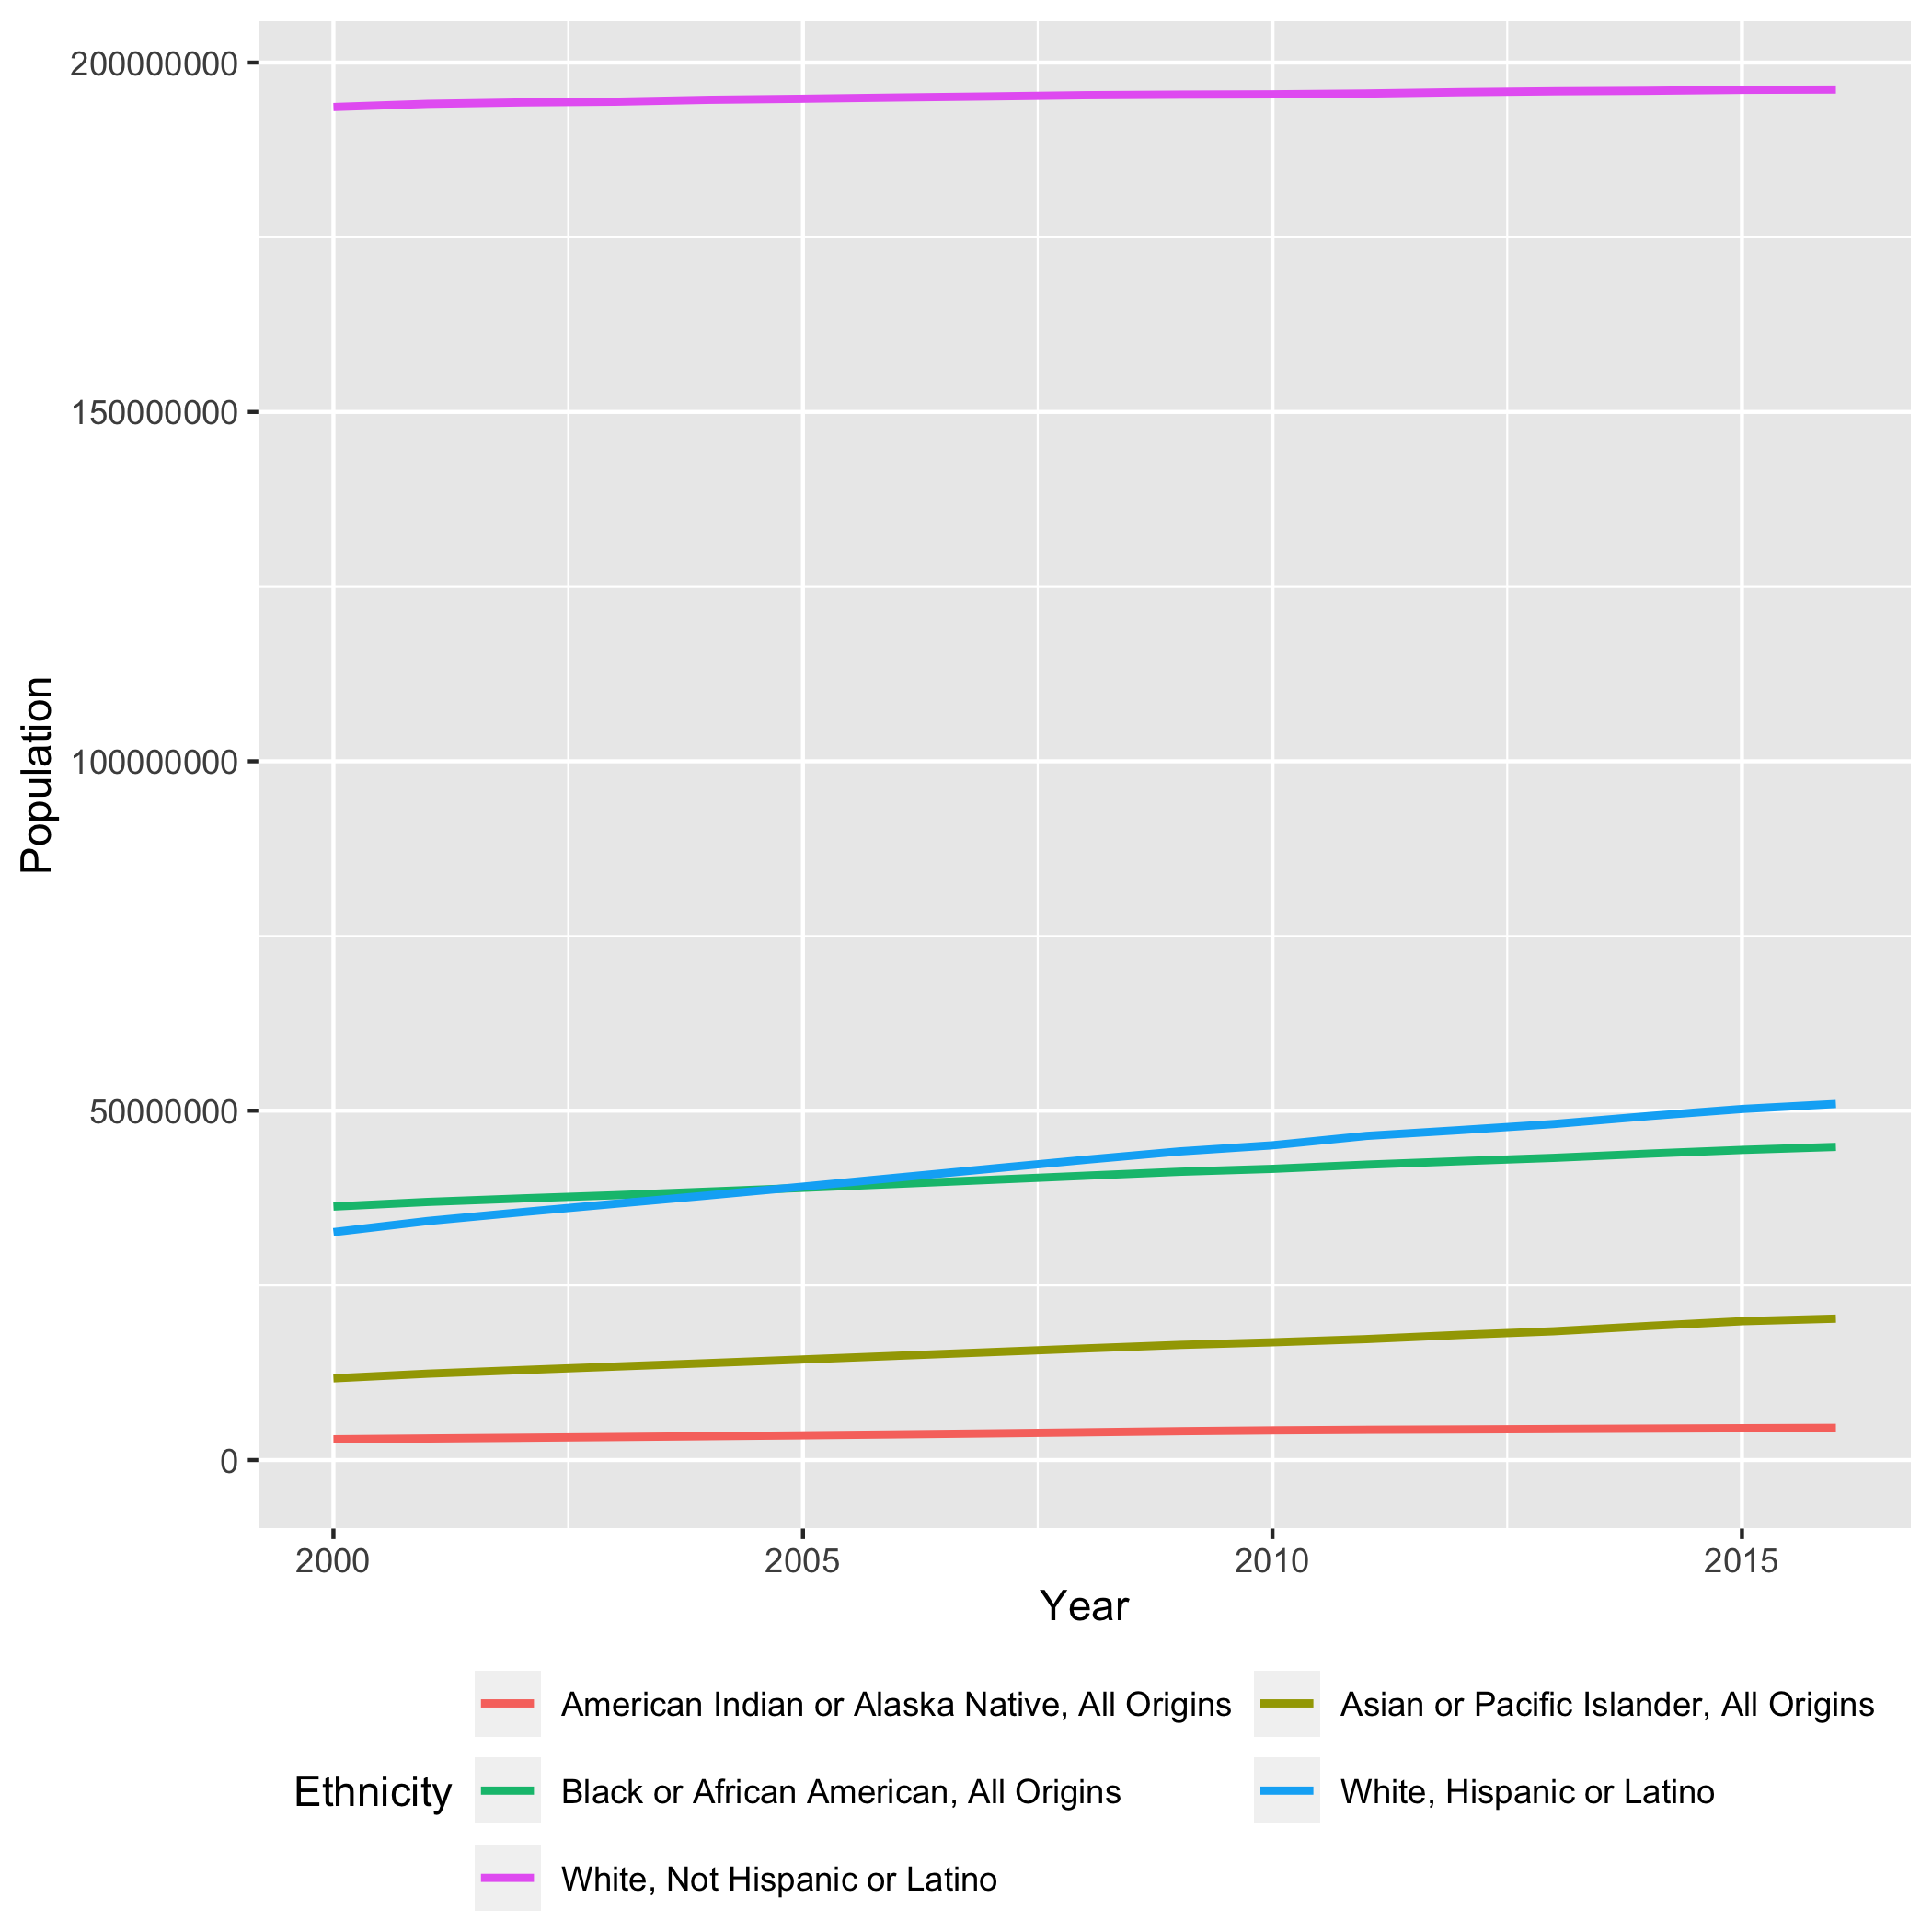 200000000
150000000
100000000
50000000
0
Population
2000 2005 2010 2015
Year
Ethnicity
American Indian or Alaska Native, All Origins
Asian or Pacific Islander, All Origins
Black or African American, All Origins
White, Hispanic or Latino
White, Not Hispanic or Latino